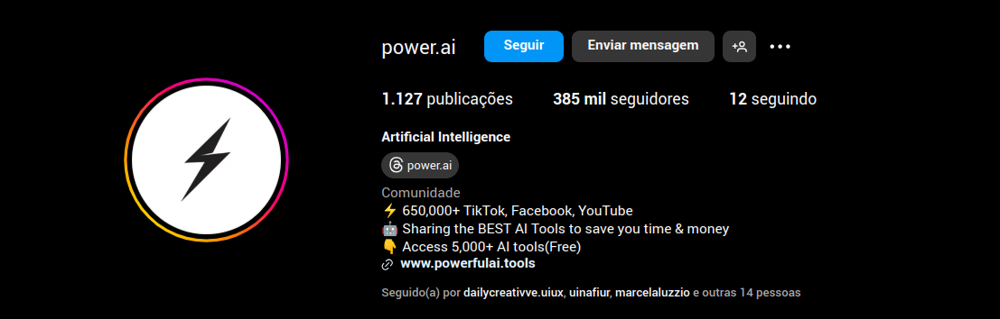 power.ai Seguir Enviar mensagem
1.127 publicações 385 mil seguidores 12 seguindo
Artificial Intelligence
power.ai
Comunidade
⚡ 650,000+ TikTok, Facebook, YouTube
🤖 Sharing the BEST AI Tools to save you time & money
👇 Access 5,000+ AI tools(Free)
www.powerfulai.tools
Seguido(a) por dailycreativve.uiux, uinafiur, marcelaluzzio e outras 14 pessoas